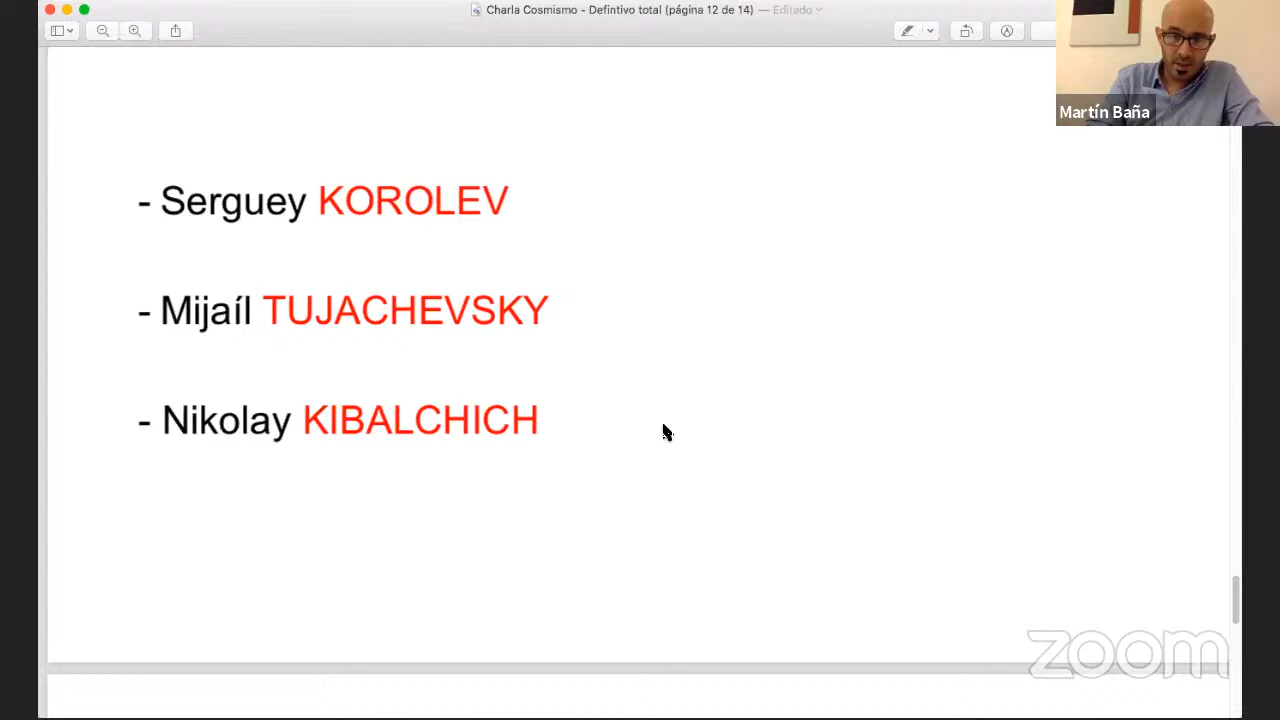 Charla Cosmismo - Defintivo total (página 12 de 14) — Editado
Martín Baña
- Serguey KOROLEV
- Mijaíl TUJACHEVSKY
- Nikolay KIBALCHICH
zoom